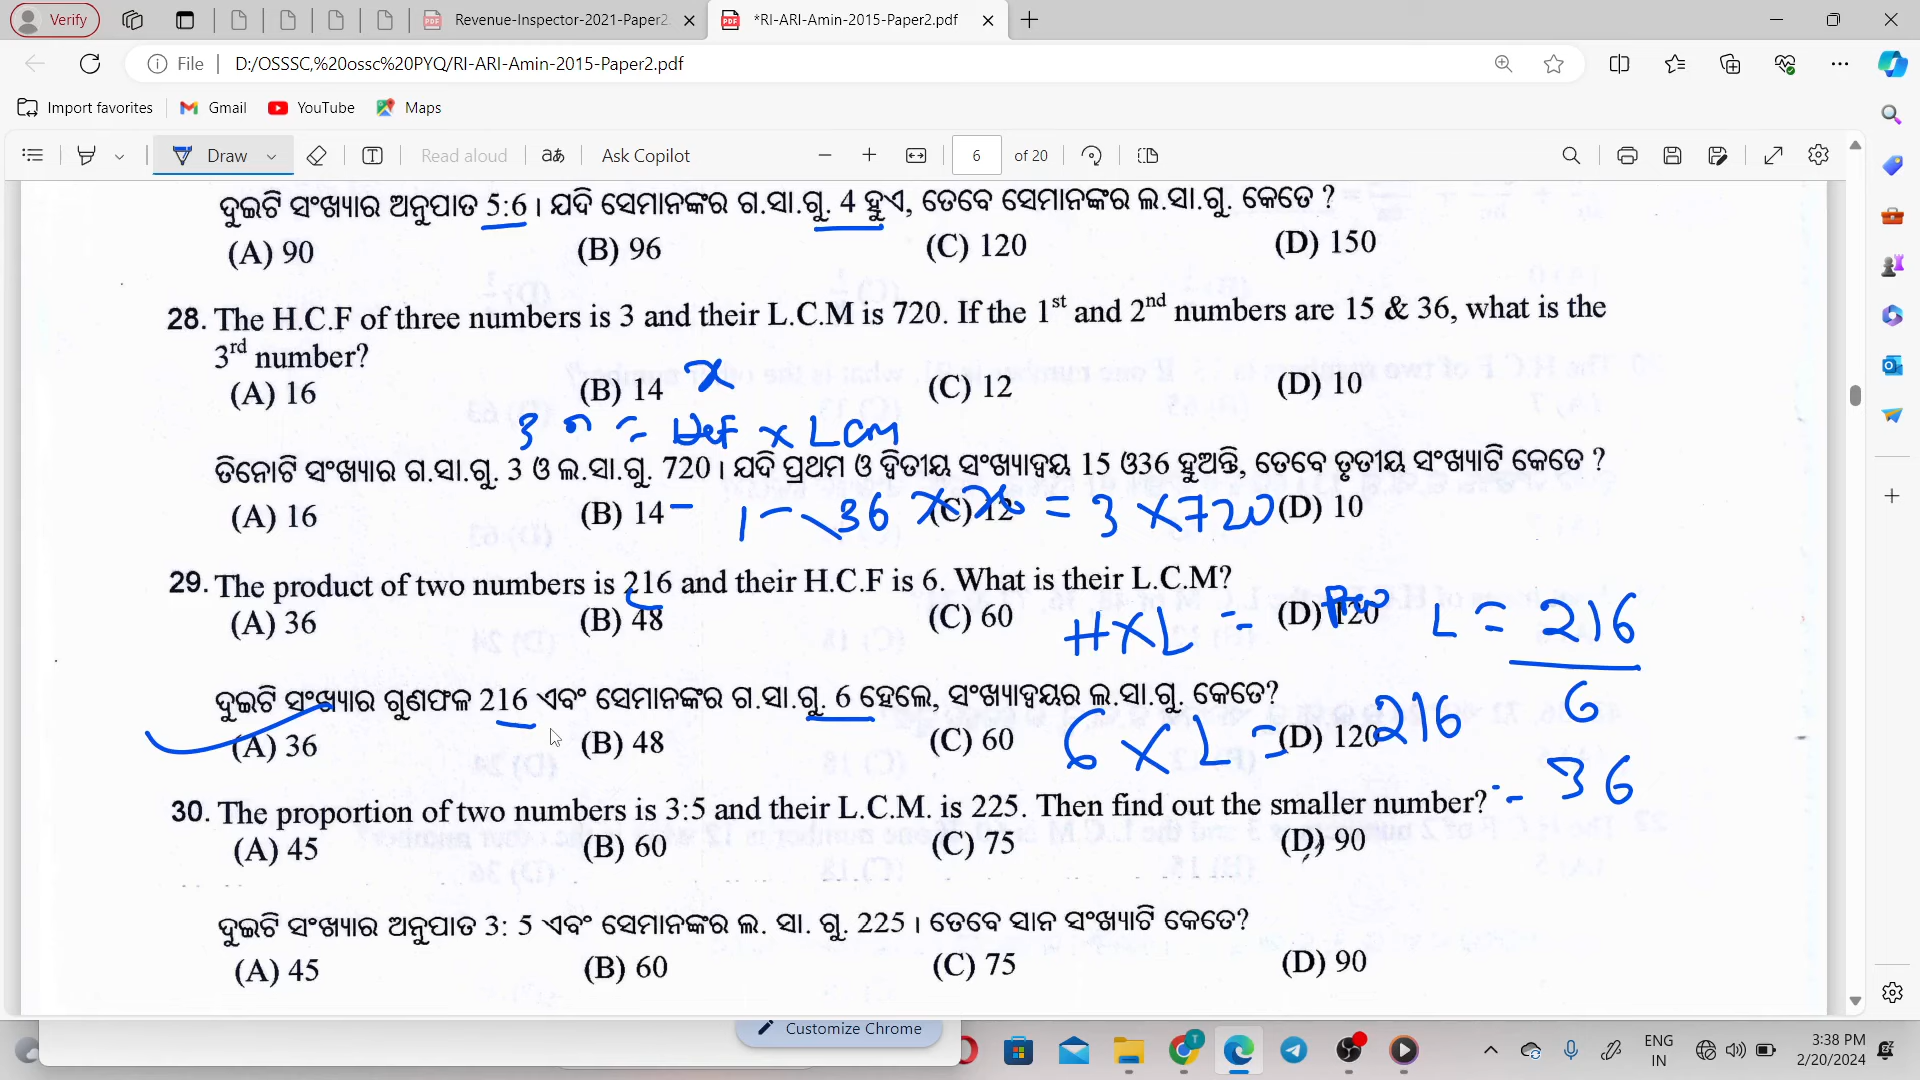 Verify
Revenue-Inspector-2021-Paper2
*RI-ARI-Amin-2015-Paper2.pdf
File
D:/OSSSC,%20ossc%20PYQ/RI-ARI-Amin-2015-Paper2.pdf
Import favorites Gmail YouTube Maps
Draw Read aloud aあ Ask Copilot 6 of 20
ଦୁଇଟି ସଂଖ୍ୟାର ଅନୁପାତ 5:6। ଯଦି ସେମାନଙ୍କର ଗ.ସା.ଗୁ. 4 ହୁଏ, ତେବେ ସେମାନଙ୍କର ଲ.ସା.ଗୁ. କେତେ ?
(A) 90 (B) 96 (C) 120 (D) 150
28. The H.C.F of three numbers is 3 and their L.C.M is 720. If the 1st and 2nd numbers are 15 & 36, what is the
3rd number?
x
(A) 16 (B) 14 (C) 12 (D) 10
= Hcf x Lcm
ତିନୋଟି ସଂଖ୍ୟାର ଗ.ସା.ଗୁ. 3 ଓ ଲ.ସା.ଗୁ. 720। ଯଦି ପ୍ରଥମ ଓ ଦ୍ୱିତୀୟ ସଂଖ୍ୟାଦ୍ୱୟ 15 ଓ36 ହୁଅନ୍ତି, ତେବେ ତୃତୀୟ ସଂଖ୍ୟାଟି କେତେ ?
(A) 16 (B) 14 (C) 12 (D) 10
36 X x = 3 X 720
29. The product of two numbers is 216 and their H.C.F is 6. What is their L.C.M?
(A) 36 (B) 48 (C) 60 (D) 120
H X L =
L = 216
6
ଦୁଇଟି ସଂଖ୍ୟାର ଗୁଣଫଳ 216 ଏବଂ ସେମାନଙ୍କର ଗ.ସା.ଗୁ. 6 ହେଲେ, ସଂଖ୍ୟାଦ୍ୱୟର ଲ.ସା.ଗୁ. କେତେ?
(A) 36 (B) 48 (C) 60 (D) 120
6 X L = 216
= 36
30. The proportion of two numbers is 3:5 and their L.C.M. is 225. Then find out the smaller number?
(A) 45 (B) 60 (C) 75 (D) 90
ଦୁଇଟି ସଂଖ୍ୟାର ଅନୁପାତ 3: 5 ଏବଂ ସେମାନଙ୍କର ଲ. ସା. ଗୁ. 225। ତେବେ ସାନ ସଂଖ୍ୟାଟି କେତେ?
(A) 45 (B) 60 (C) 75 (D) 90
Customize Chrome
ENG
IN
3:38 PM
2/20/2024